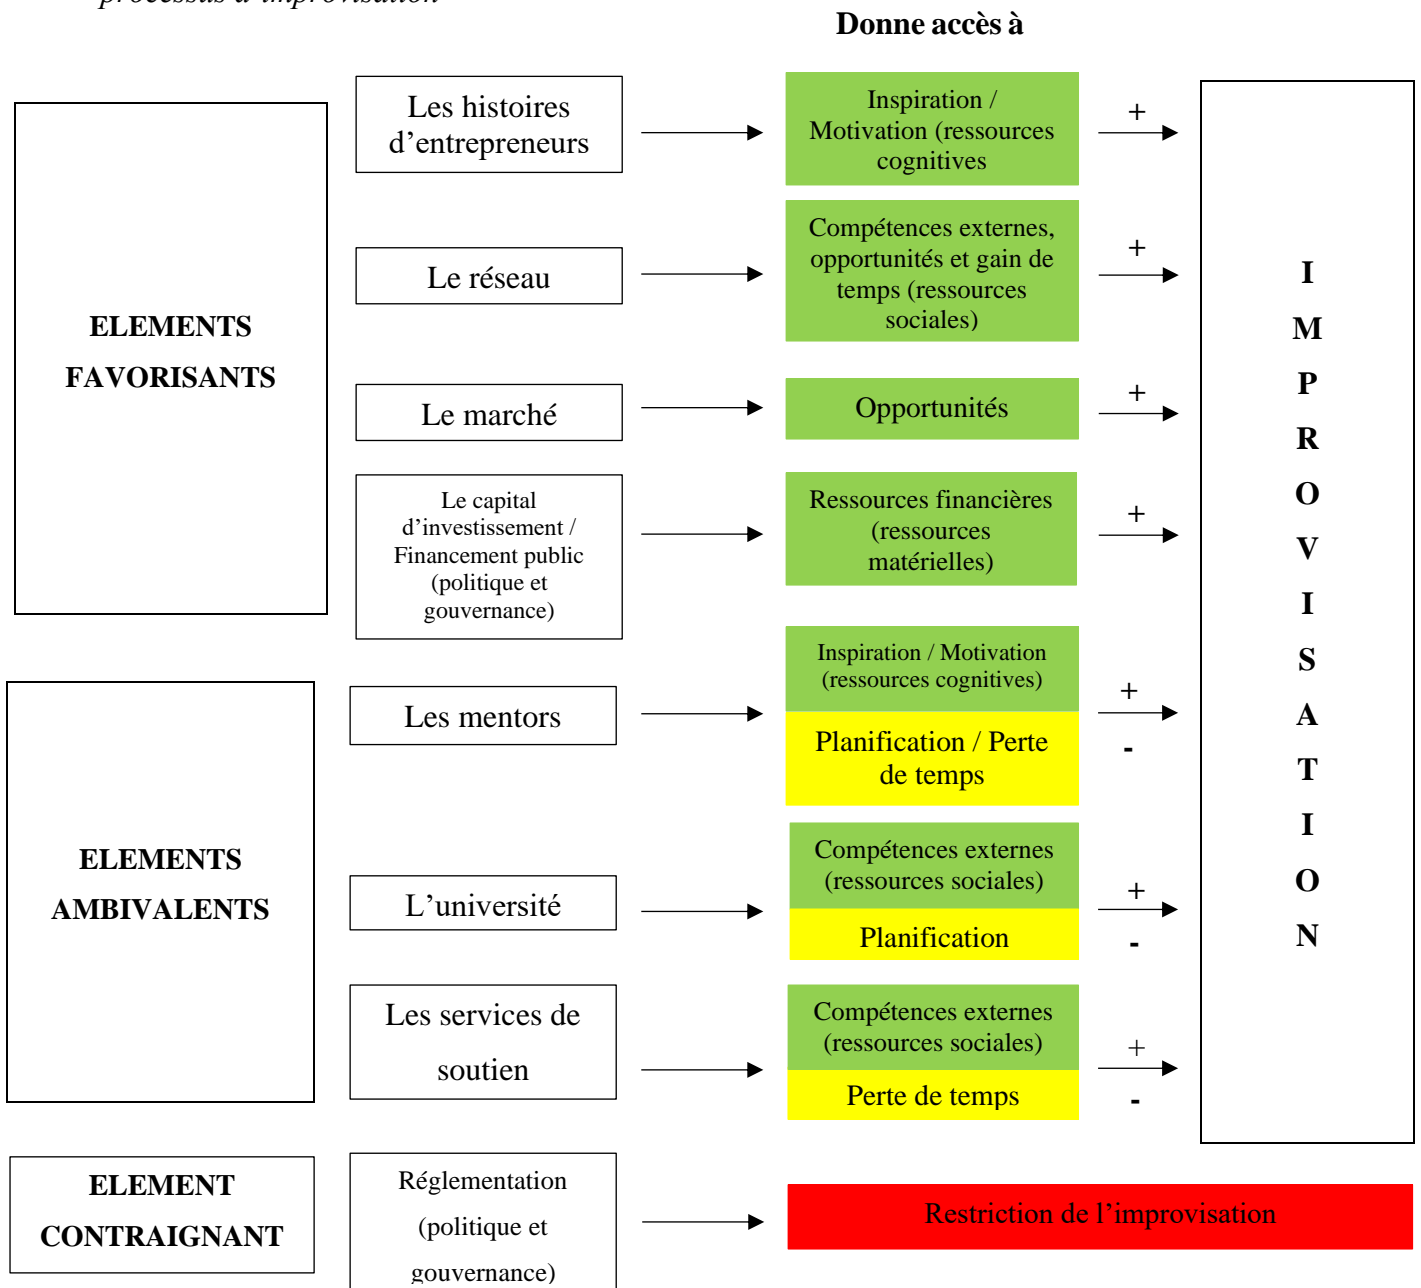 processus d'improvisation
Donne accès à
ELEMENTS
FAVORISANTS
Les histoires
d'entrepreneurs
Inspiration /
Motivation (ressources
cognitives
+
Le réseau
Compétences externes,
opportunités et gain de
temps (ressources
sociales)
+
Le marché
Opportunités
+
Le capital
d'investissement /
Financement public
(politique et
gouvernance)
Ressources financières
(ressources
matérielles)
+
ELEMENTS
AMBIVALENTS
Les mentors
Inspiration / Motivation
(ressources cognitives)
Planification / Perte
de temps
+
-
L'université
Compétences externes
(ressources sociales)
Planification
+
-
Les services de
soutien
Compétences externes
(ressources sociales)
Perte de temps
+
-
I
M
P
R
O
V
I
S
A
T
I
O
N
ELEMENT
CONTRAIGNANT
Réglementation
(politique et
gouvernance)
Restriction de l'improvisation